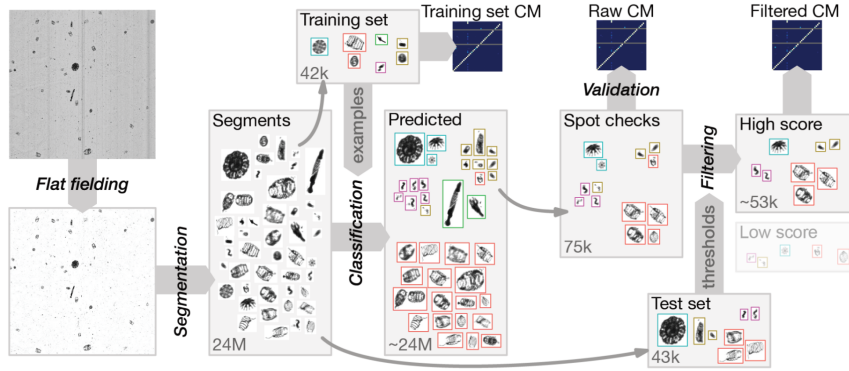 Training set
Training set CM
Raw CM
Filtered CM
42k
Flat fielding
Segmentation
Segments
24M
examples
Classification
Predicted
~24M
Validation
Spot checks
75k
Filtering
thresholds
High score
~53k
Low score
Test set
43k